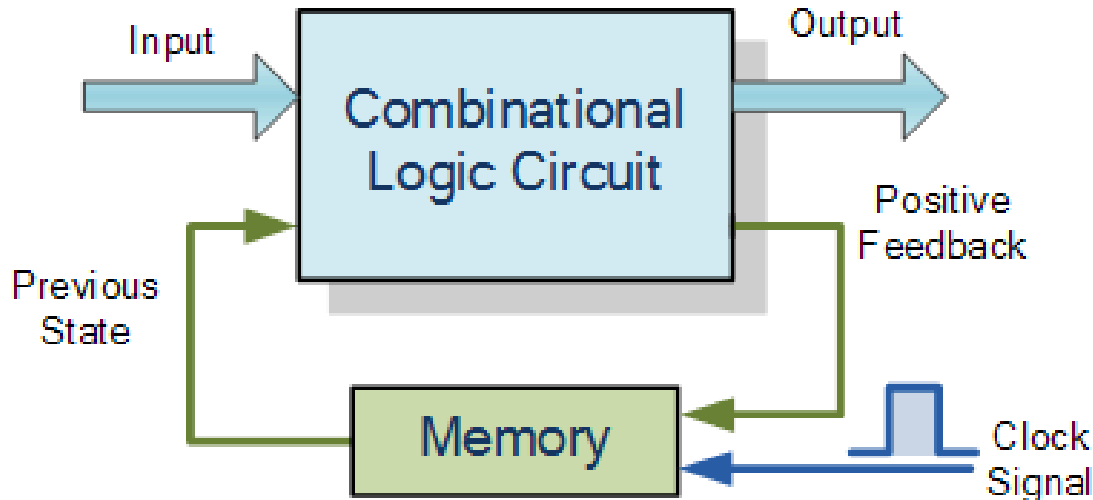 Input
Output
Combinational
Logic Circuit
Positive
Feedback
Previous
State
Memory
Clock
Signal